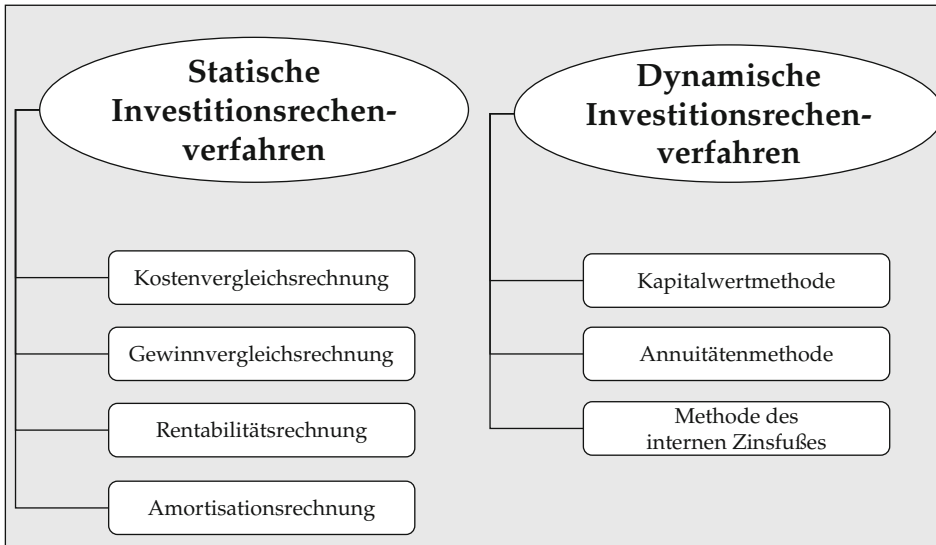 Statische
Investitionsrechen-
verfahren
Kostenvergleichsrechnung
Gewinnvergleichsrechnung
Rentabilitätsrechnung
Amortisationsrechnung
Dynamische
Investitionsrechen-
verfahren
Kapitalwertmethode
Annuitätenmethode
Methode des
internen Zinsfußes